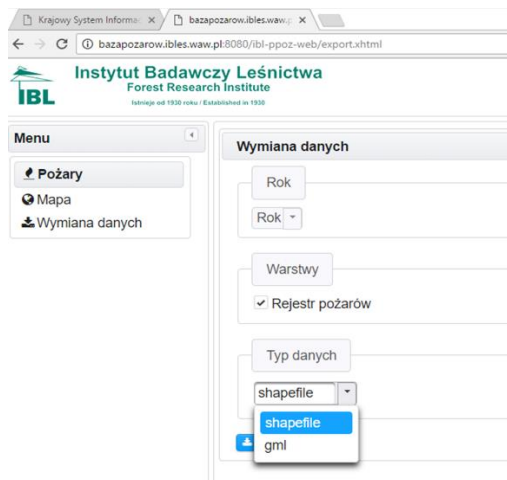 Krajowy System Informac
bazapozarow.ibles.waw.p
bazapozarow.ibles.waw.pl:8080/ibl-ppoz-web/export.xhtml
Instytut Badawczy Leśnictwa
Forest Research Institute
Istnieje od 1930 roku / Established in 1930
IBL
Menu
Pożary
Mapa
Wymiana danych
Wymiana danych
Rok
Rok
Warstwy
Rejestr pożarów
Typ danych
shapefile
shapefile
gml